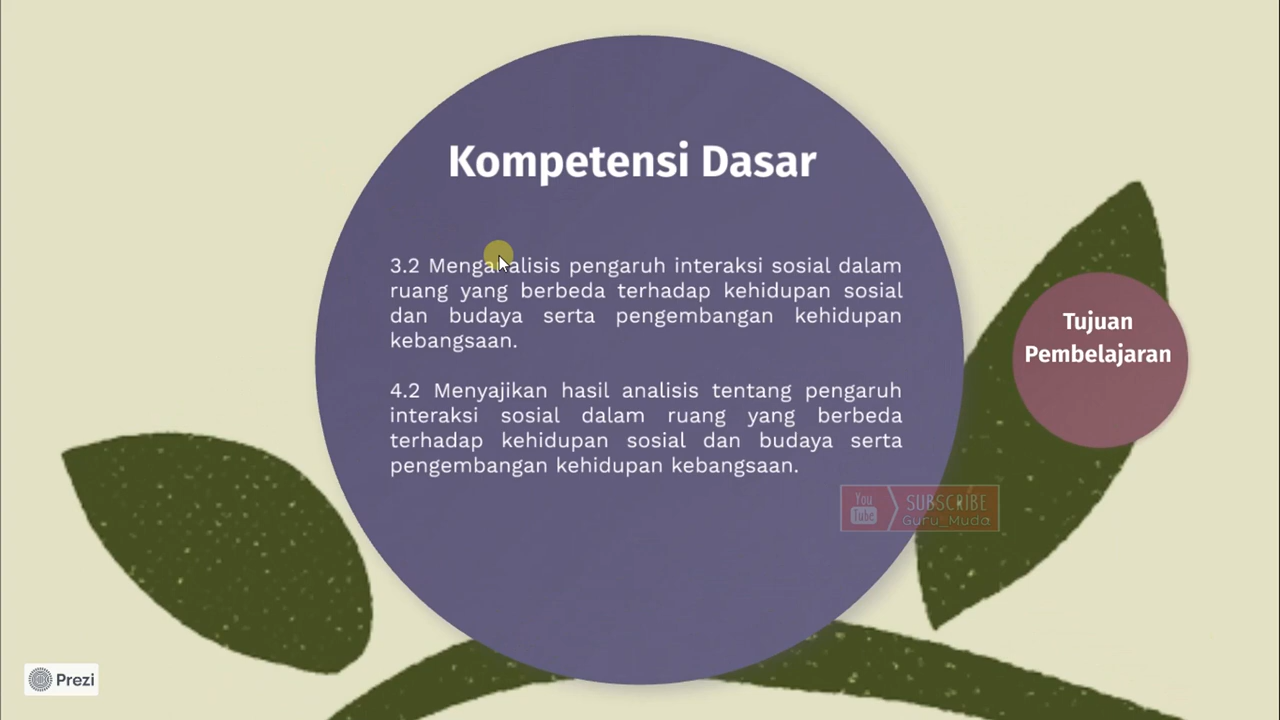 Kompetensi Dasar
3.2 Menganalisis pengaruh interaksi sosial dalam
ruang yang berbeda terhadap kehidupan sosial
dan budaya serta pengembangan kehidupan
kebangsaan.
4.2 Menyajikan hasil analisis tentang pengaruh
interaksi sosial dalam ruang yang berbeda
terhadap kehidupan sosial dan budaya serta
pengembangan kehidupan kebangsaan.
Tujuan
Pembelajaran
You
Tube
SUBSCRIBE
Guru_Muda
Prezi